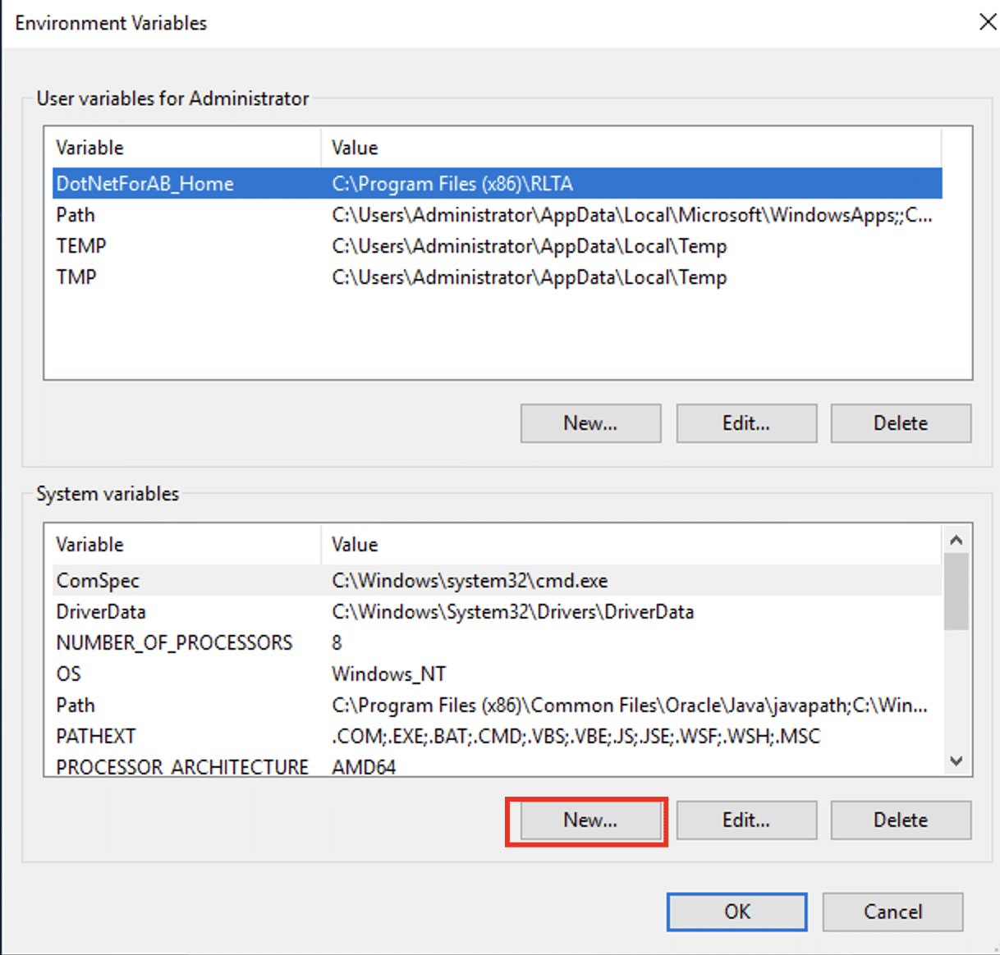 Environment Variables
User variables for Administrator
Variable Value
DotNetForAB_Home C:\Program Files (x86)\RLTA
Path C:\Users\Administrator\AppData\Local\Microsoft\WindowsApps;;C...
TEMP C:\Users\Administrator\AppData\Local\Temp
TMP C:\Users\Administrator\AppData\Local\Temp
New... Edit... Delete
System variables
Variable Value
ComSpec C:\Windows\system32\cmd.exe
DriverData C:\Windows\System32\Drivers\DriverData
NUMBER_OF_PROCESSORS 8
OS Windows_NT
Path C:\Program Files (x86)\Common Files\Oracle\Java\javapath;C:\Win...
PATHEXT .COM;.EXE;.BAT;.CMD;.VBS;.VBE;.JS;.JSE;.WSF;.WSH;.MSC
PROCESSOR_ARCHITECTURE AMD64
New... Edit... Delete
OK Cancel